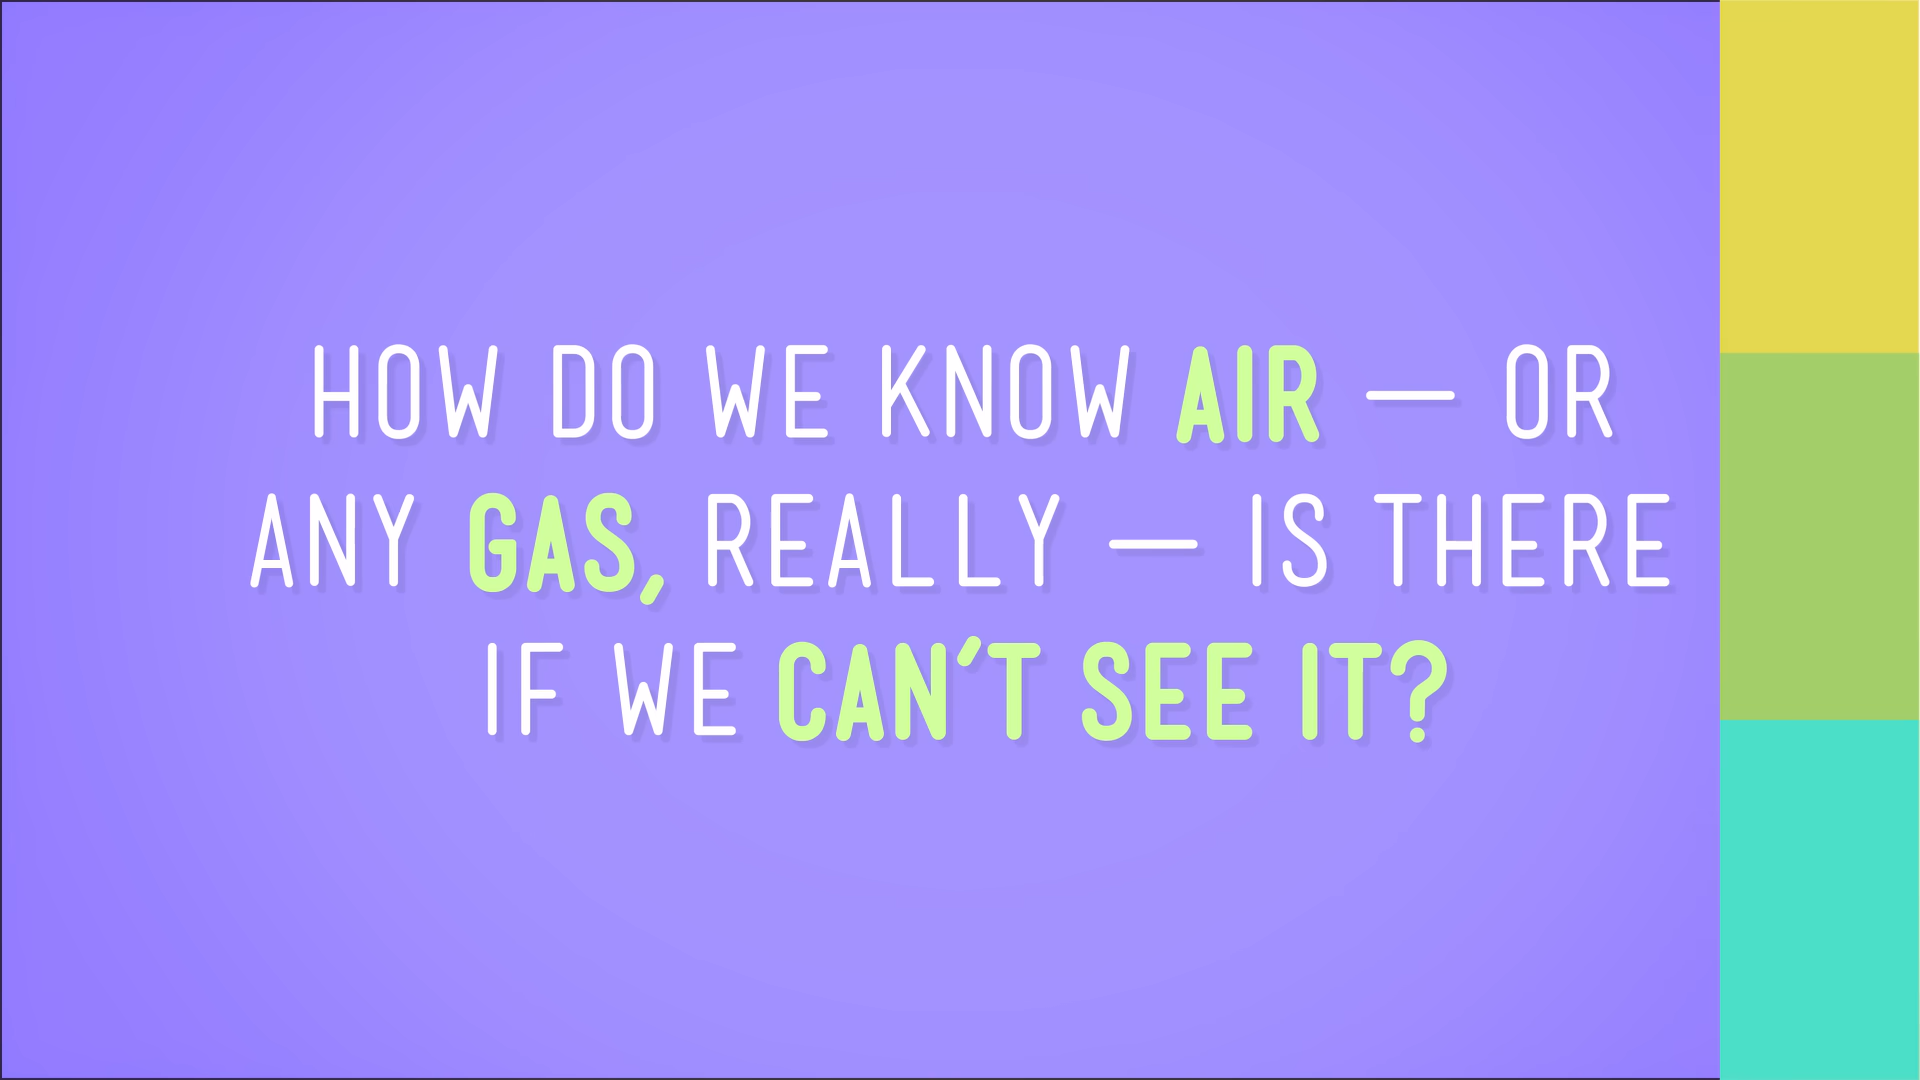 HOW DO WE KNOW AIR — OR
ANY GAS, REALLY — IS THERE
IF WE CAN'T SEE IT?